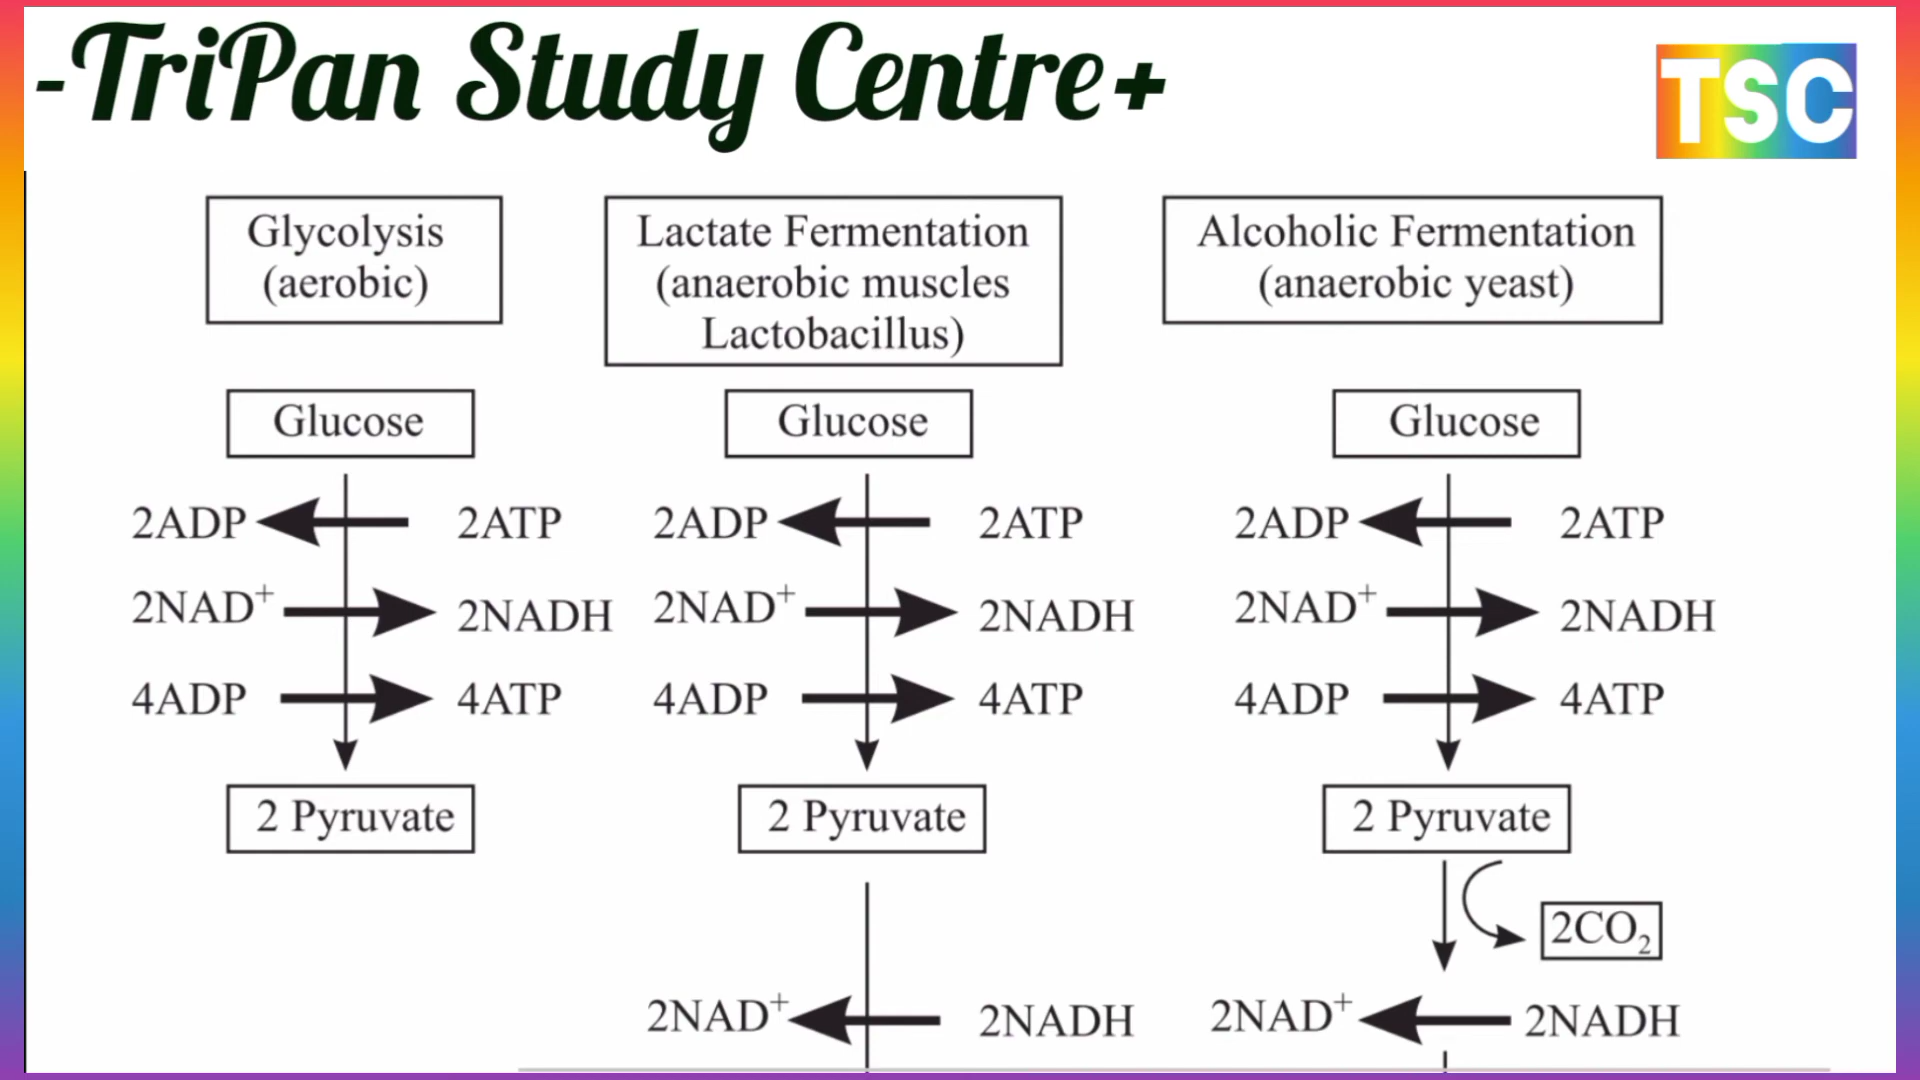 -TriPan Study Centre+
TSC
Glycolysis
(aerobic)
Lactate Fermentation
(anaerobic muscles
Lactobacillus)
Alcoholic Fermentation
(anaerobic yeast)
Glucose
Glucose
Glucose
2ADP 2ATP 2ADP 2ATP 2ADP 2ATP
2NAD⁺ 2NADH 2NAD⁺ 2NADH 2NAD⁺ 2NADH
4ADP 4ATP 4ADP 4ATP 4ADP 4ATP
2 Pyruvate
2 Pyruvate
2 Pyruvate
2CO₂
2NAD⁺ 2NADH 2NAD⁺ 2NADH